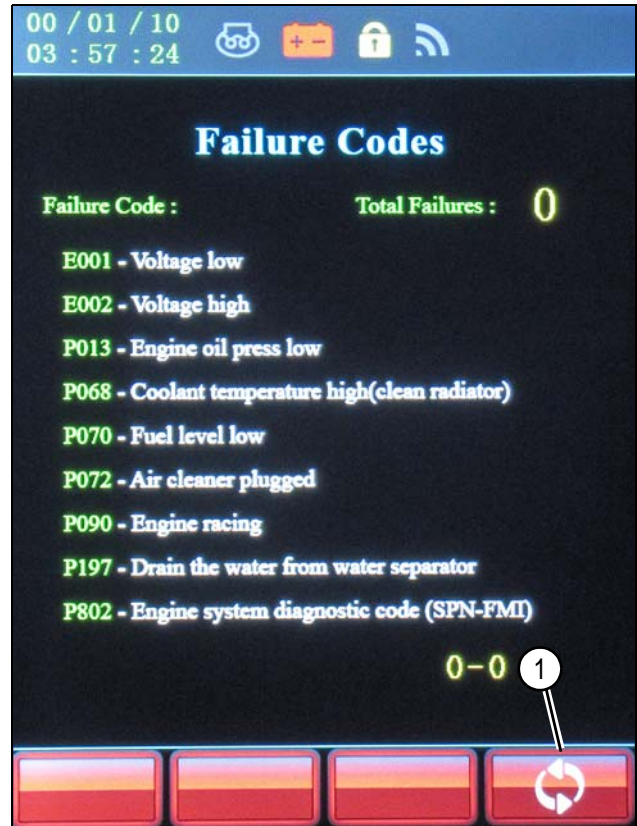 00 / 01 / 10
03 : 57 : 24
Failure Codes
Failure Code : Total Failures : 0
E001 - Voltage low
E002 - Voltage high
P013 - Engine oil press low
P068 - Coolant temperature high(clean radiator)
P070 - Fuel level low
P072 - Air cleaner plugged
P090 - Engine racing
P197 - Drain the water from water separator
P802 - Engine system diagnostic code (SPN-FMI)
0-0
1